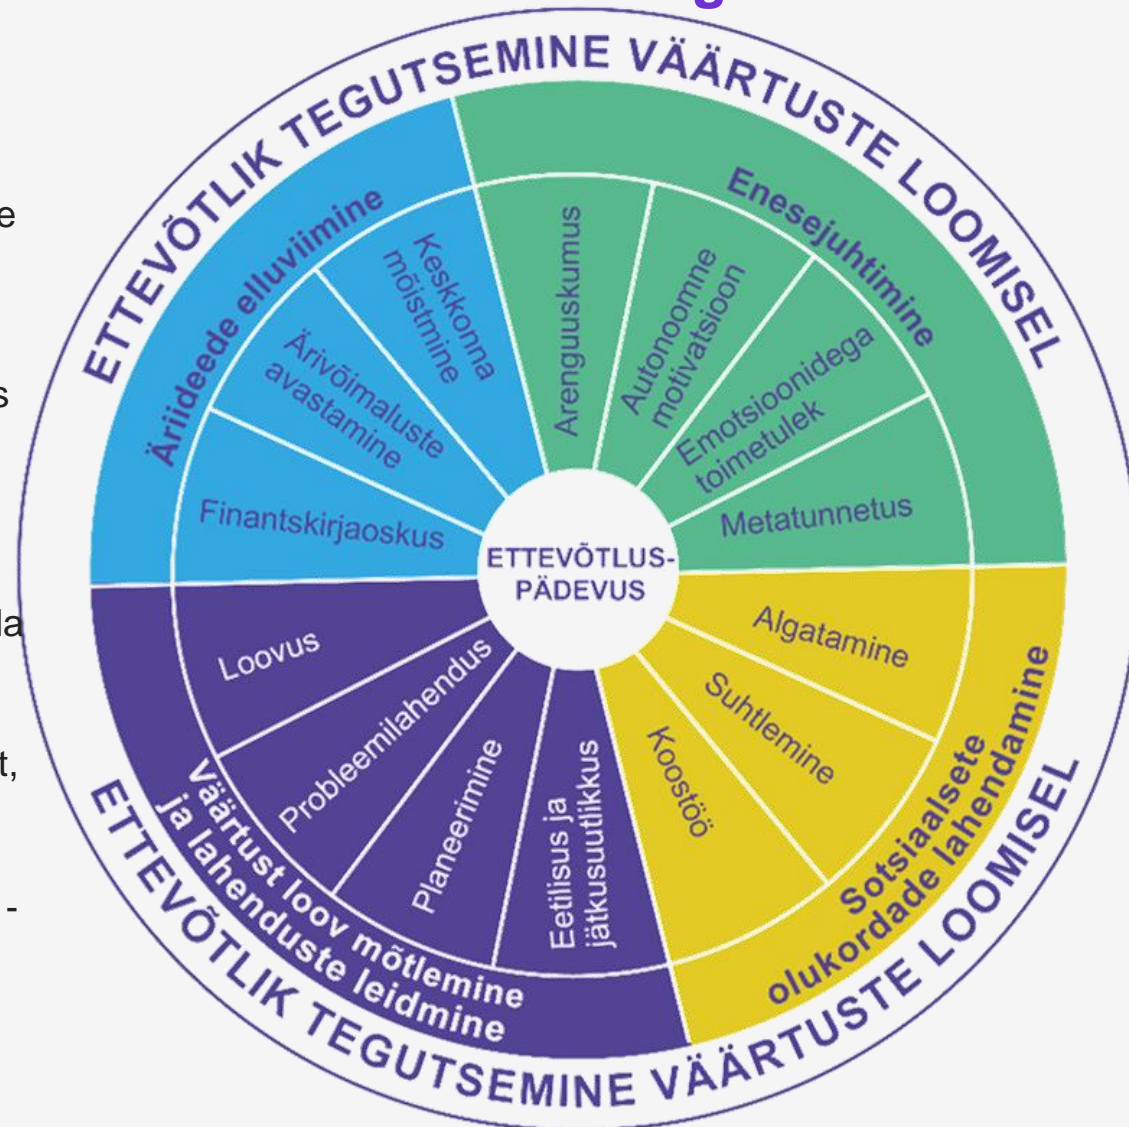 g
e
s
la
t,
-
ETTEVÕTLIK TEGUTSEMINE VÄÄRTUSTE LOOMISEL
Enesejuhtimine
Arenguuskumus
Autonoomne
motivatsioon
Emotsioonidega
toimetulek
Metatunnetus
Sotsiaalsete
olukordade lahendamine
Algatamine
Suhtlemine
Koostöö
Väärtust loov mõtlemine
ja lahenduste leidmine
Eetilisus ja
jätkusuutlikkus
Planeerimine
Probleemilahendus
Loovus
Äriideede elluviimine
Finantskirjaoskus
Ärivõimaluste
avastamine
Keskkonna
mõistmine
ETTEVÕTLUS-
PÄDEVUS
ETTEVÕTLIK TEGUTSEMINE VÄÄRTUSTE LOOMISEL